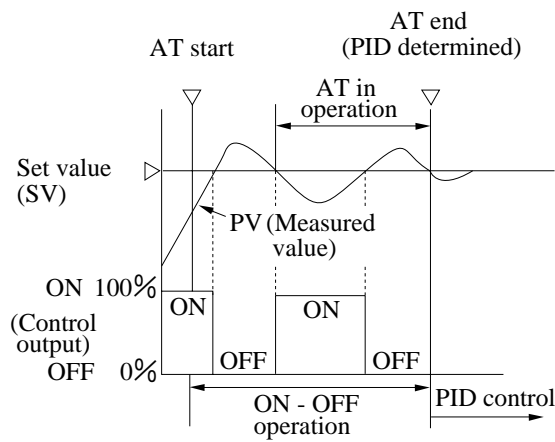 AT end
AT start
(PID determined)
AT in
operation
Set value
(SV)
PV (Measured
value)
ON 100%
ON
ON
(Control
output)
OFF
OFF
OFF 0%
ON - OFF
operation
PID control